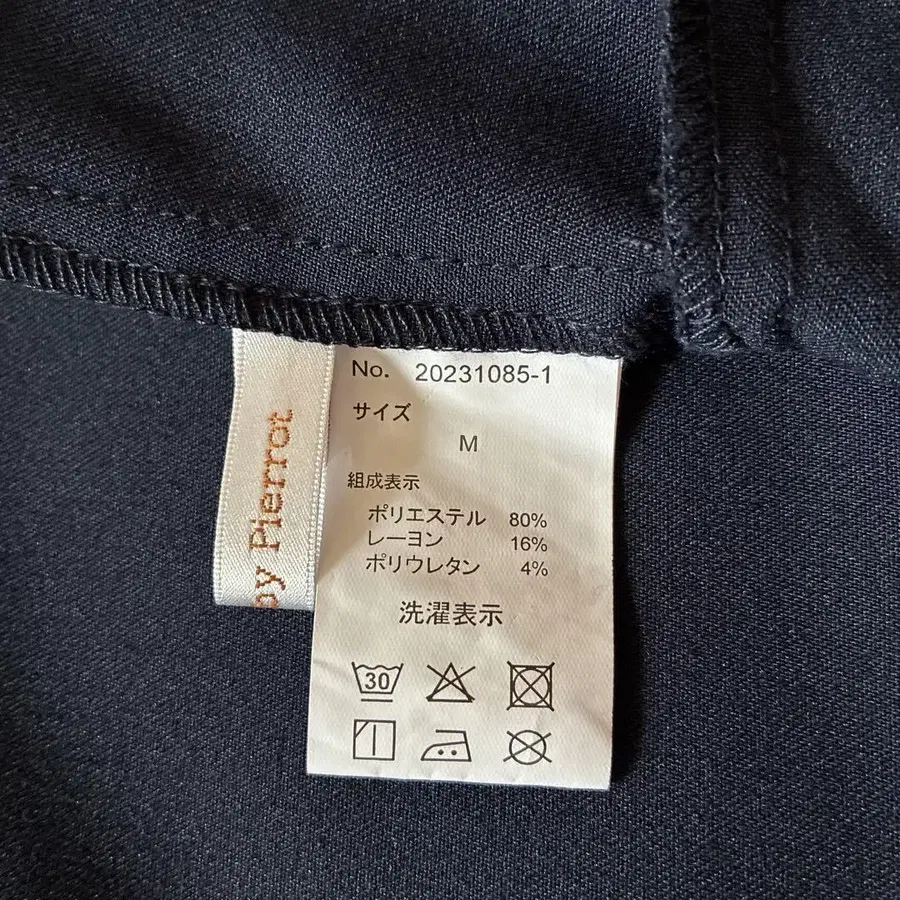 No. 20231085-1
サイズ
M
組成表示
ポリエステル 80%
レーヨン 16%
ポリウレタン 4%
洗濯表示
30
by Pierrot